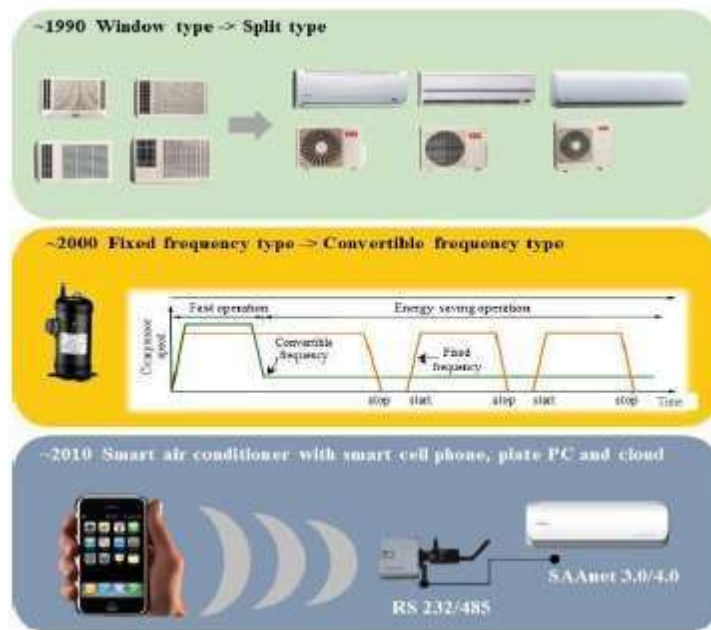 ~1990 Window type -> Split type
~2000 Fixed frequency type -> Convertible frequency type
Fast operation
Energy saving operation
Compressor
speed
Convertible
frequency
Fixed
frequency
stop
start
stop
start
stop
Time
~2010 Smart air conditioner with smart cell phone, plate PC and cloud
SAAnet 3.0/4.0
RS 232/485